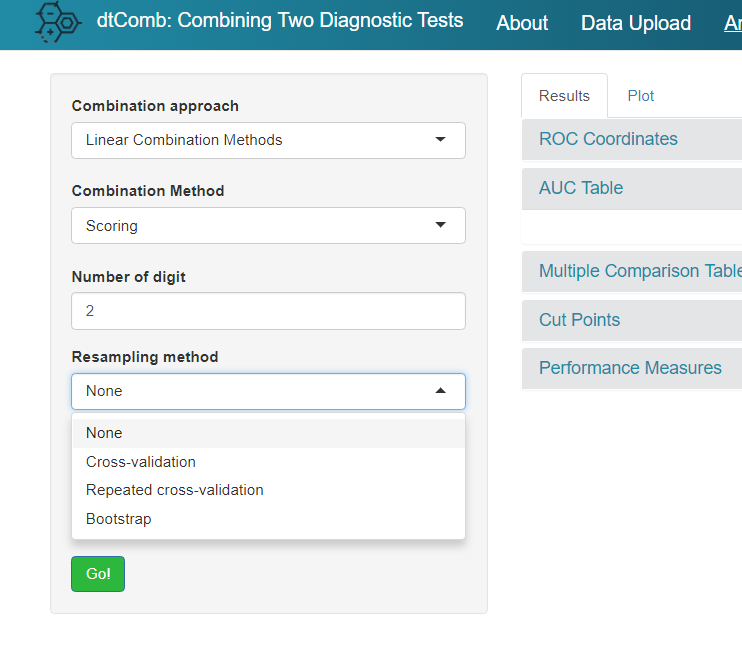 dtComb: Combining Two Diagnostic Tests About Data Upload
Combination approach
Linear Combination Methods
Combination Method
Scoring
Number of digit
2
Resampling method
None
None
Cross-validation
Repeated cross-validation
Bootstrap
Go!
Results Plot
ROC Coordinates
AUC Table
Multiple Comparison Table
Cut Points
Performance Measures